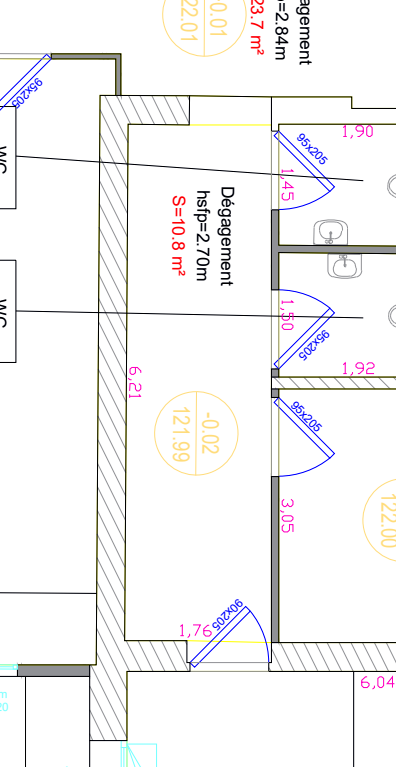 agement
=2.84m
23.7 m²
0.01
22.01
95x205
WC
WC
Dégagement
hsfp=2.70m
S=10.8 m²
6,21
-0.02
121.99
95x205
1,90
1,45
1,50
95x205
1,92
95x205
3,05
122.00
1,76
90x205
6,04